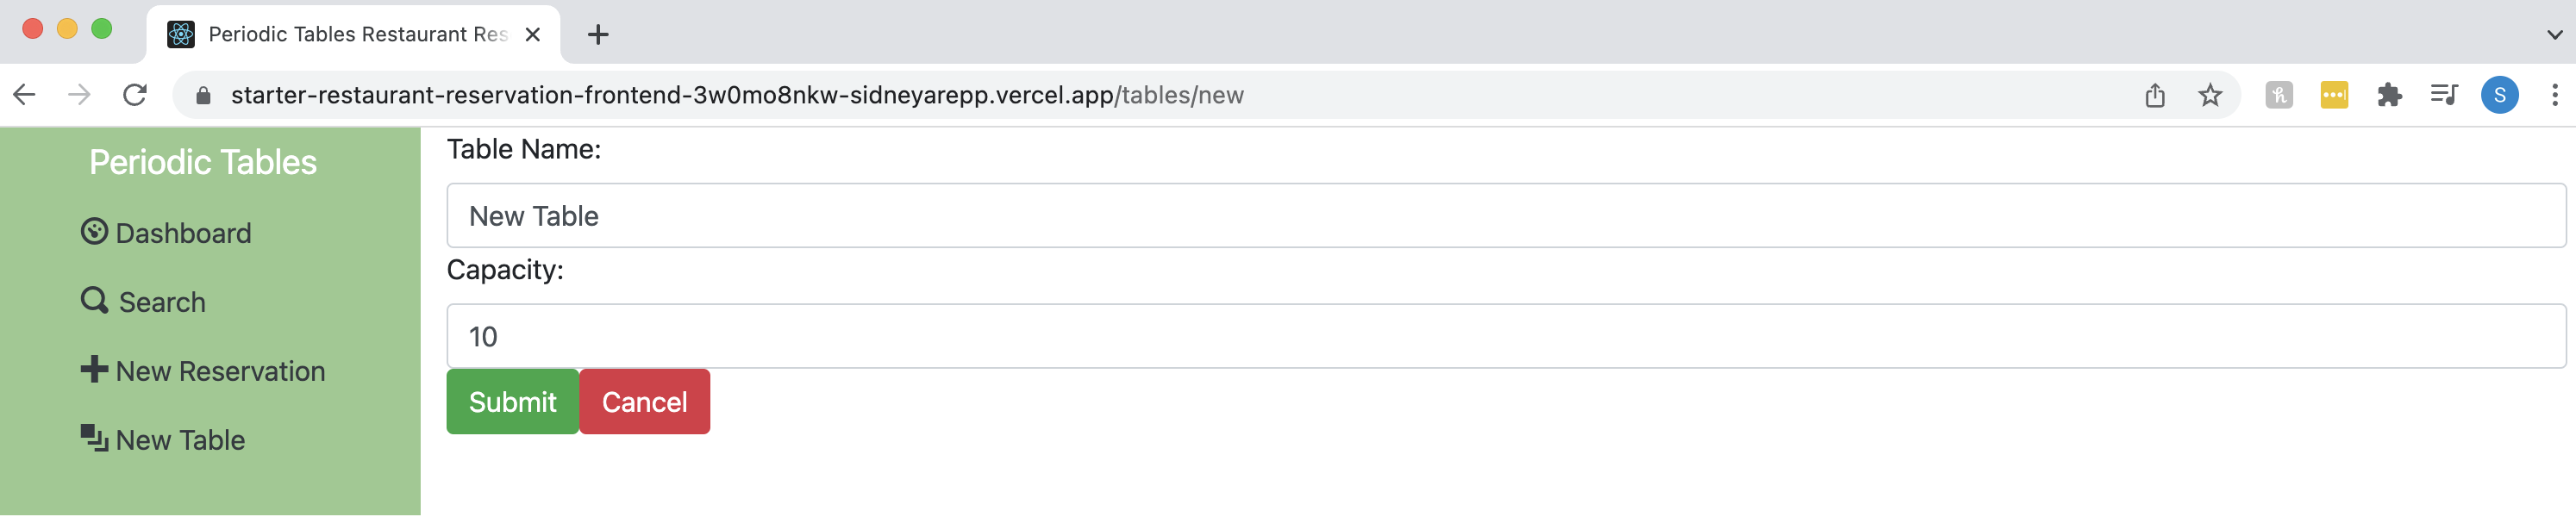 Periodic Tables Restaurant Res
starter-restaurant-reservation-frontend-3w0mo8nkw-sidneyarepp.vercel.app/tables/new
S
Periodic Tables
Dashboard
Search
New Reservation
New Table
Table Name:
New Table
Capacity:
10
Submit Cancel